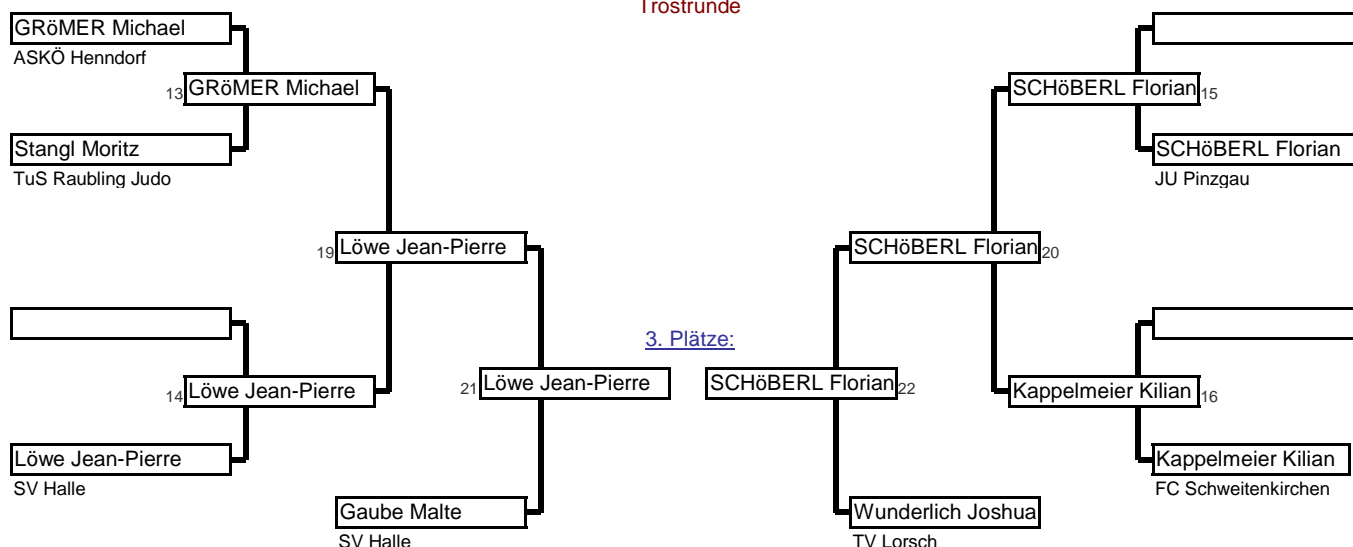 Trostrunde
GRöMER Michael
ASKÖ Henndorf
13 GRöMER Michael
SCHöBERL Florian 15
Stangl Moritz
TuS Raubling Judo
SCHöBERL Florian
JU Pinzgau
19 Löwe Jean-Pierre
SCHöBERL Florian 20
3. Plätze:
14 Löwe Jean-Pierre
21 Löwe Jean-Pierre
SCHöBERL Florian 22
Kappelmeier Kilian 16
Löwe Jean-Pierre
SV Halle
Kappelmeier Kilian
FC Schweitenkirchen
Gaube Malte
SV Halle
Wunderlich Joshua
TV Lorsch